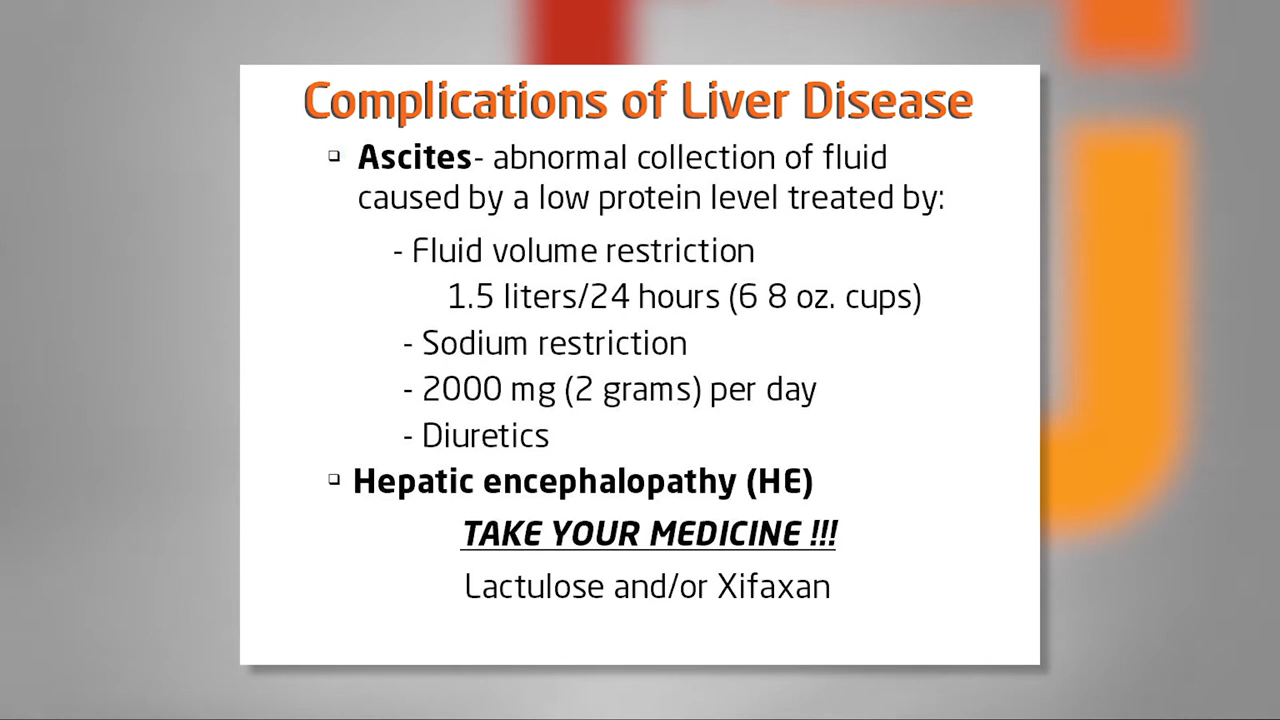 Complications of Liver Disease
❑ Ascites- abnormal collection of fluid
caused by a low protein level treated by:
- Fluid volume restriction
1.5 liters/24 hours (6 8 oz. cups)
- Sodium restriction
- 2000 mg (2 grams) per day
- Diuretics
❑ Hepatic encephalopathy (HE)
TAKE YOUR MEDICINE !!!
Lactulose and/or Xifaxan